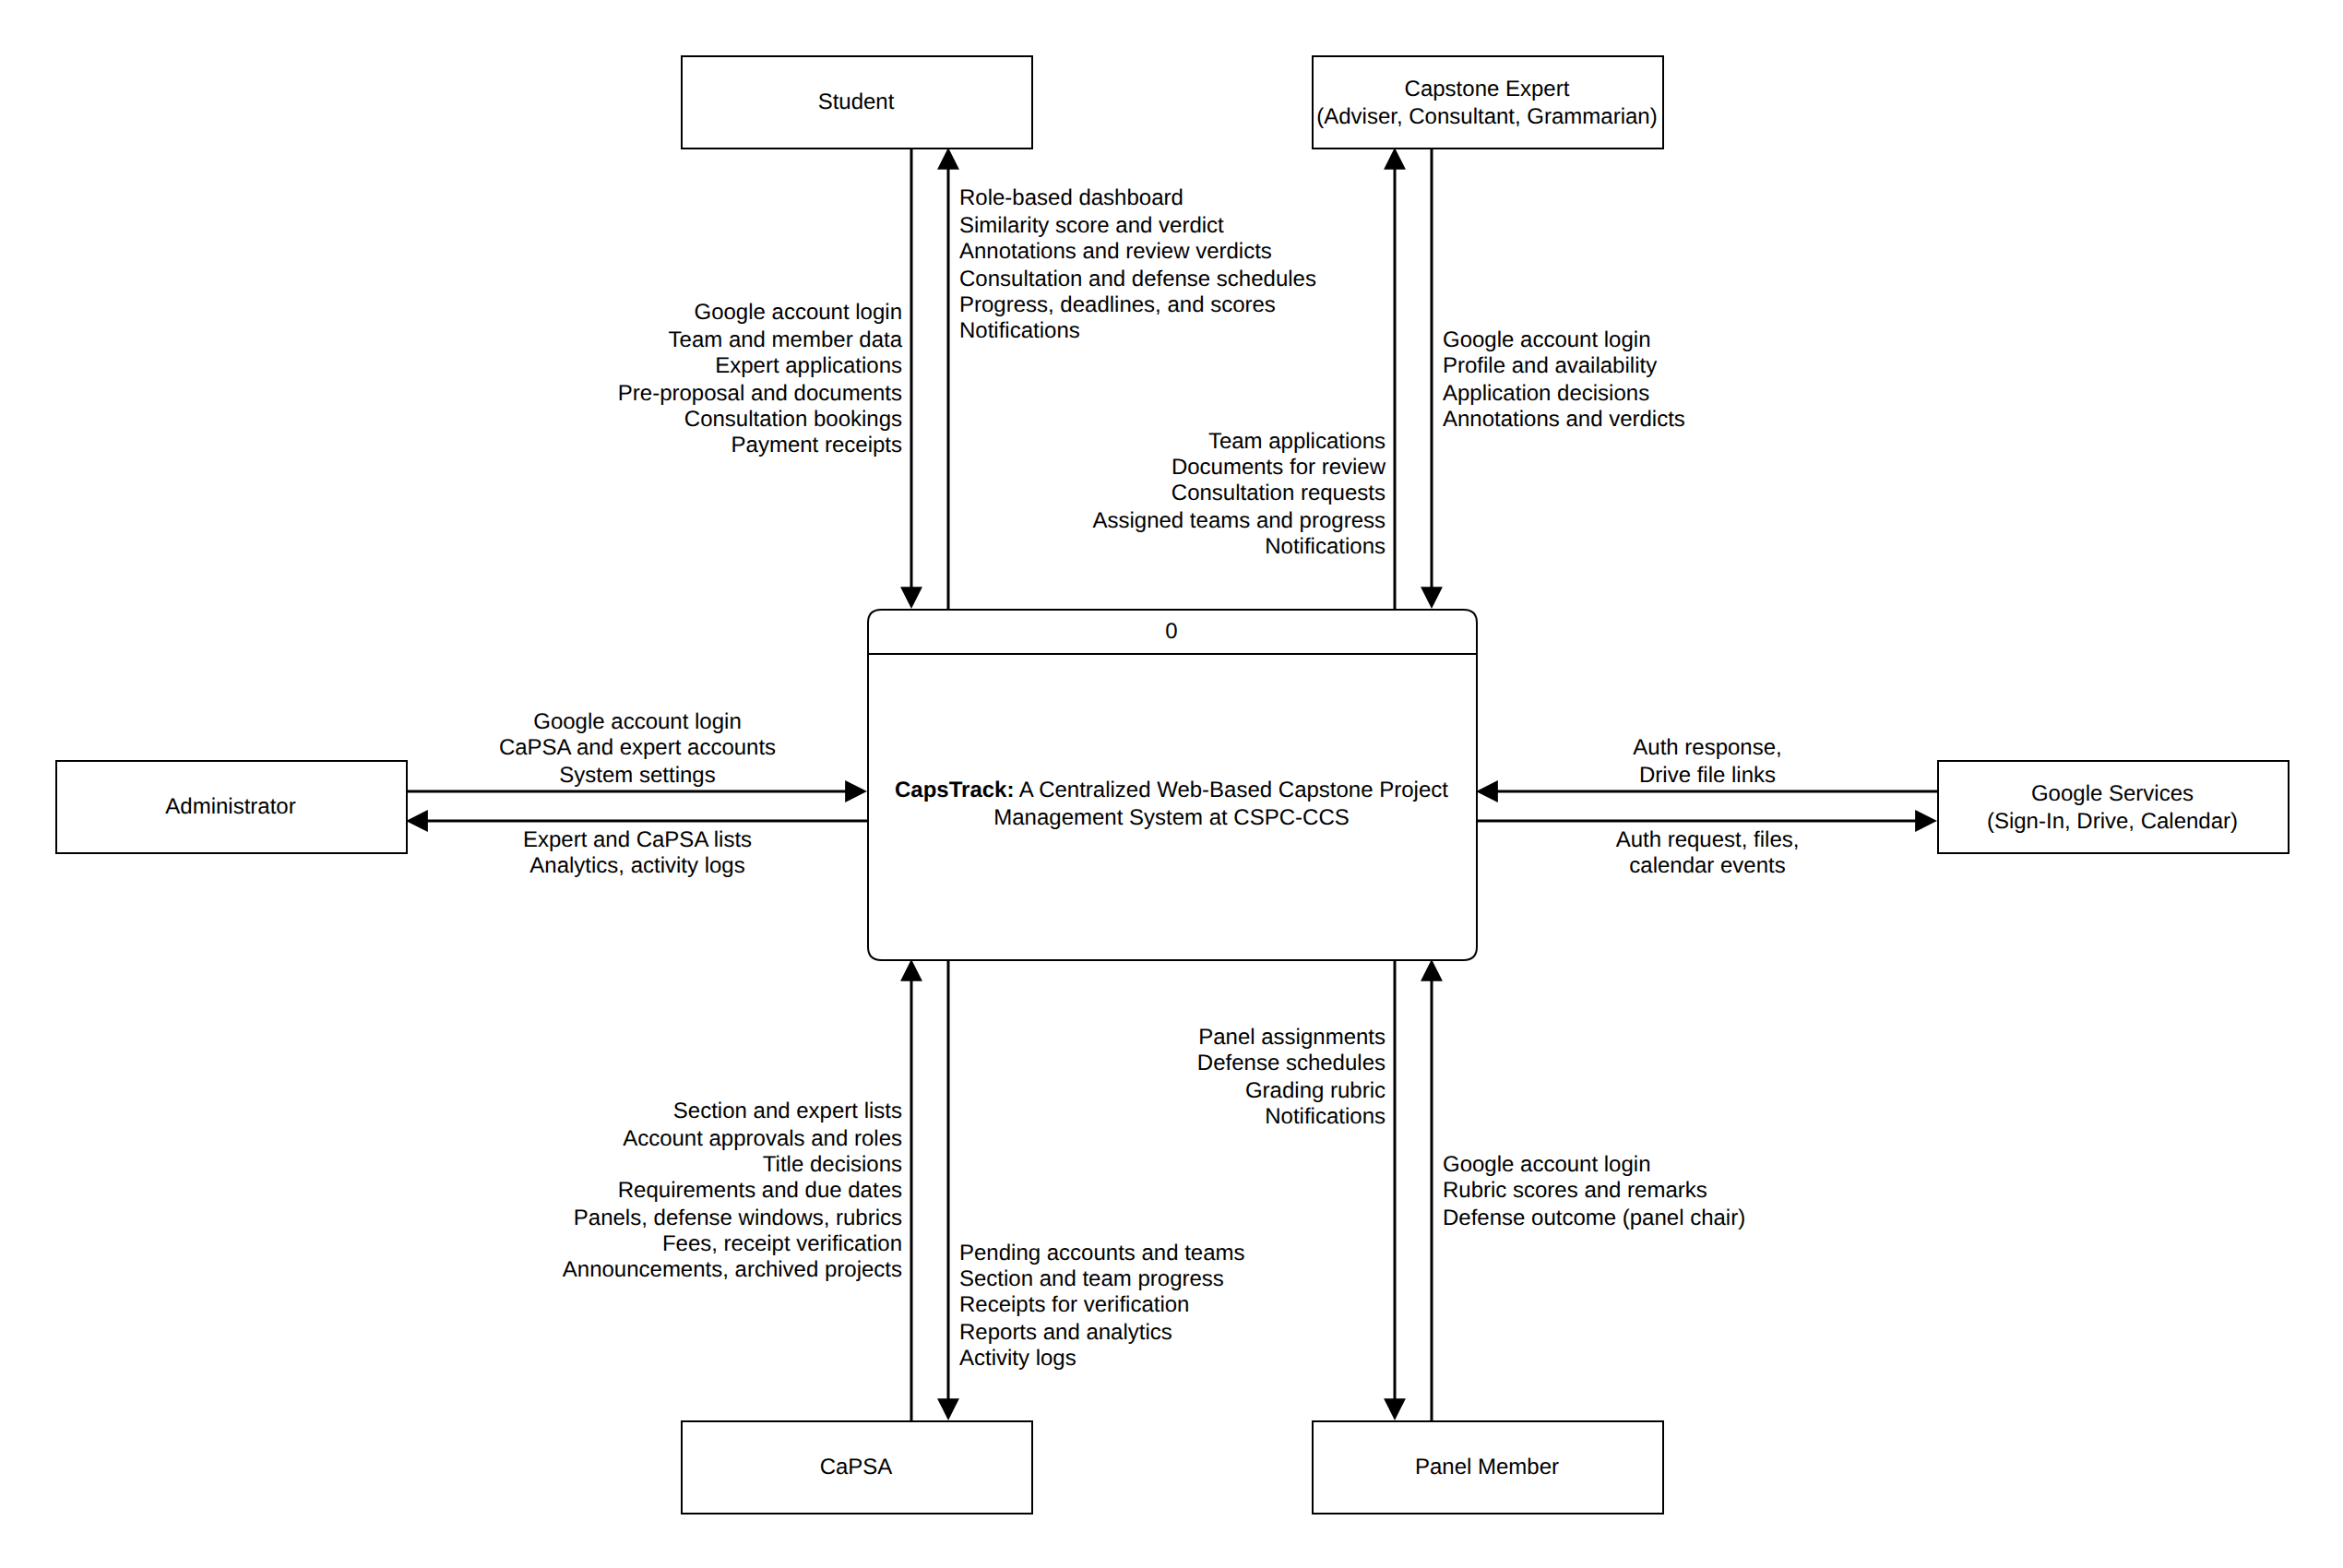 Student
Capstone Expert
(Adviser, Consultant, Grammarian)
Role-based dashboard
Similarity score and verdict
Annotations and review verdicts
Consultation and defense schedules
Progress, deadlines, and scores
Notifications
Google account login
Team and member data
Expert applications
Pre-proposal and documents
Consultation bookings
Payment receipts
Google account login
Profile and availability
Application decisions
Annotations and verdicts
Team applications
Documents for review
Consultation requests
Assigned teams and progress
Notifications
0
CapsTrack: A Centralized Web-Based Capstone Project
Management System at CSPC-CCS
Google account login
CaPSA and expert accounts
System settings
Administrator
Expert and CaPSA lists
Analytics, activity logs
Auth response,
Drive file links
Google Services
(Sign-In, Drive, Calendar)
Auth request, files,
calendar events
Panel assignments
Defense schedules
Grading rubric
Notifications
Section and expert lists
Account approvals and roles
Title decisions
Requirements and due dates
Panels, defense windows, rubrics
Fees, receipt verification
Announcements, archived projects
Google account login
Rubric scores and remarks
Defense outcome (panel chair)
Pending accounts and teams
Section and team progress
Receipts for verification
Reports and analytics
Activity logs
CaPSA
Panel Member